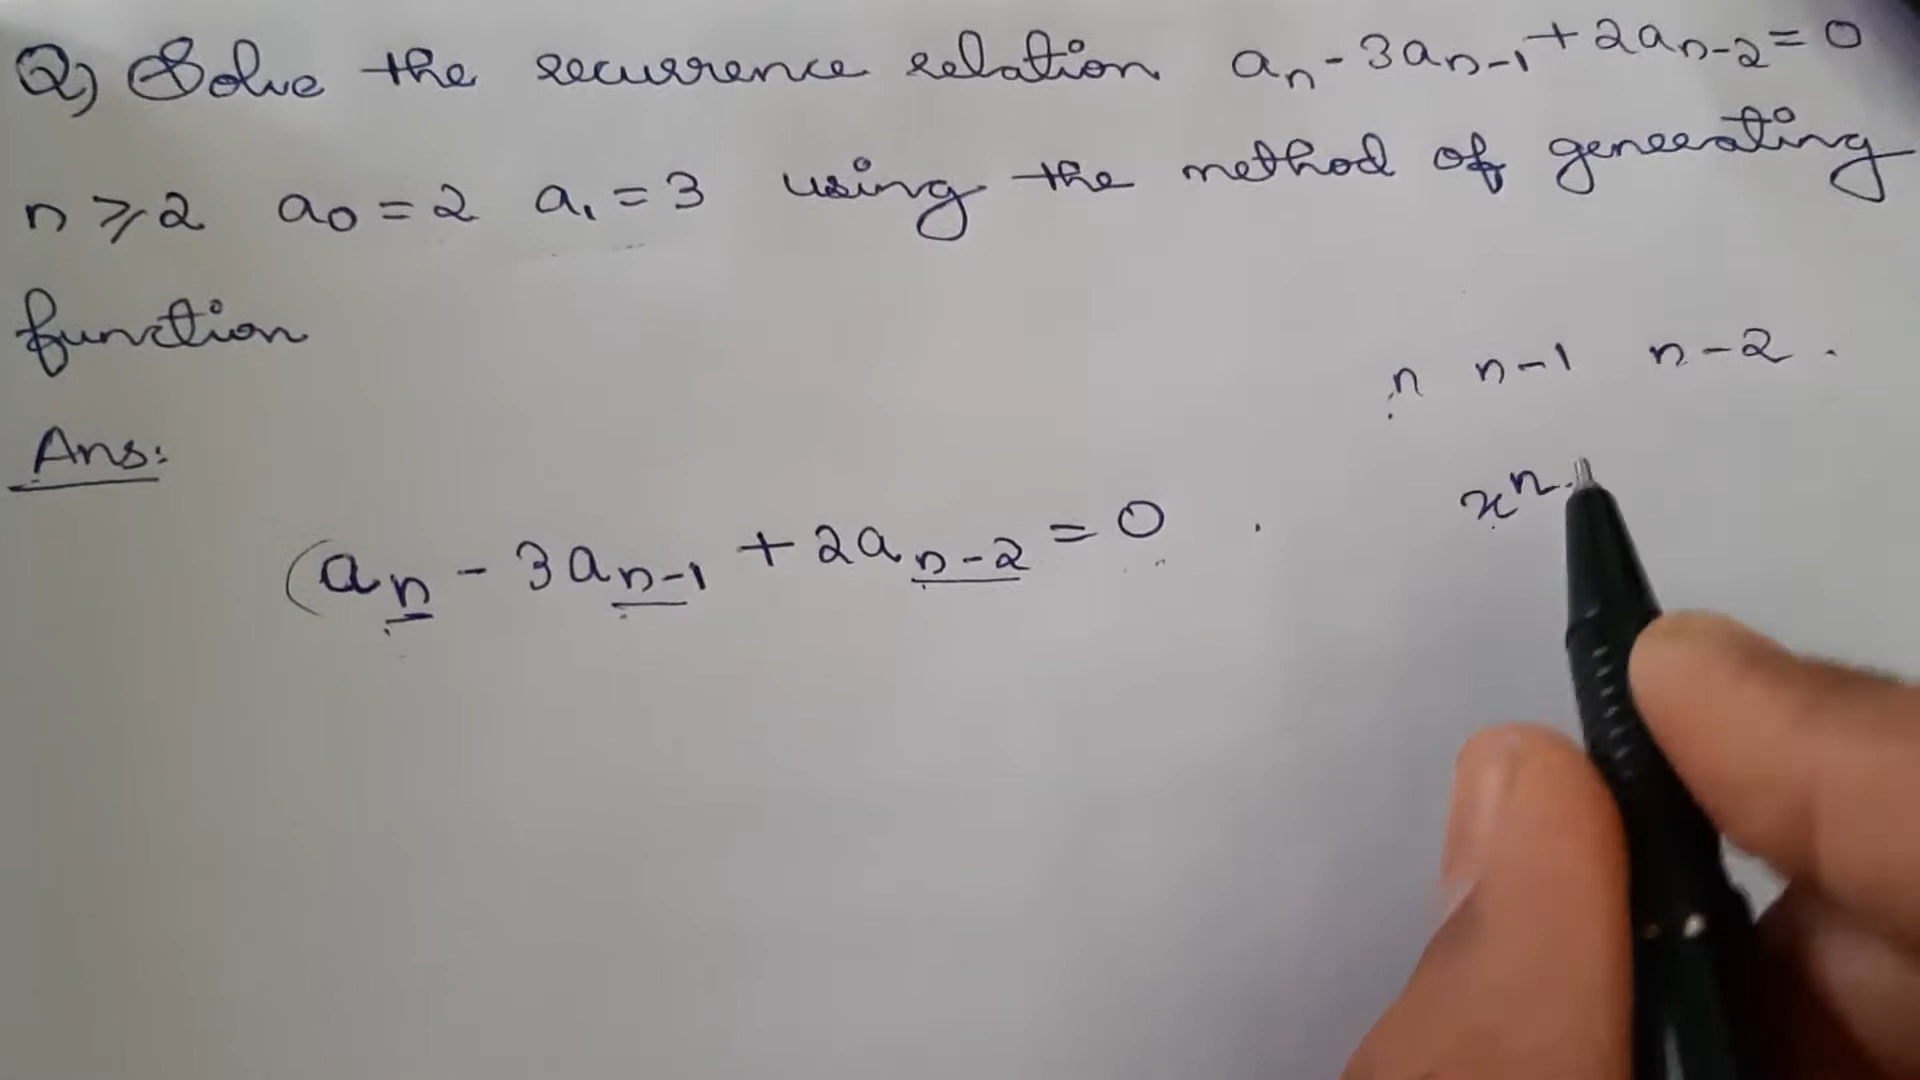 Q) Solve the recurrence relation aₙ - 3aₙ₋₁ + 2aₙ₋₂ = 0
n ≥ 2 a₀ = 2 a₁ = 3 using the method of generating
function
n n-1 n-2 .
Ans:
xⁿ
(aₙ - 3aₙ₋₁ + 2aₙ₋₂ = 0 .